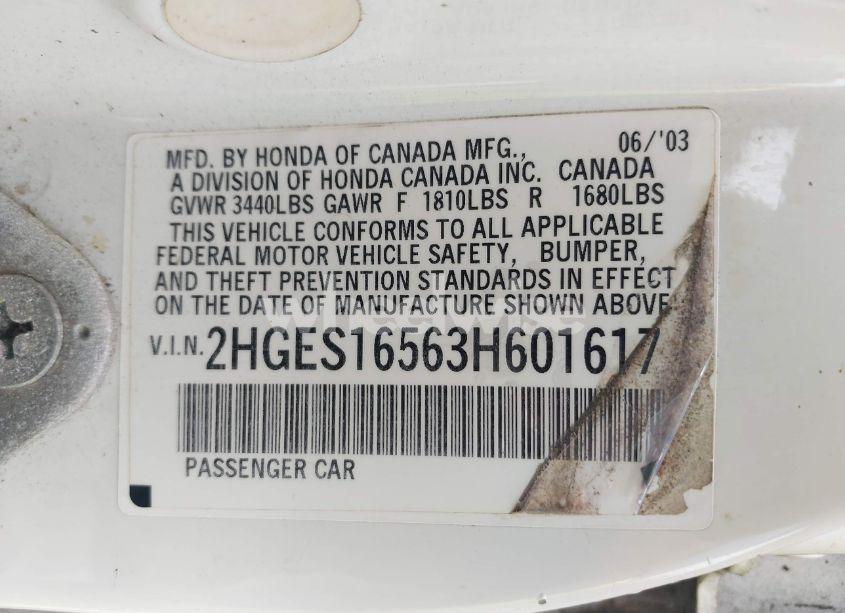 MFD. BY HONDA OF CANADA MFG., 06/'03
A DIVISION OF HONDA CANADA INC. CANADA
GVWR 3440LBS GAWR F 1810LBS R 1680LBS
THIS VEHICLE CONFORMS TO ALL APPLICABLE
FEDERAL MOTOR VEHICLE SAFETY, BUMPER,
AND THEFT PREVENTION STANDARDS IN EFFECT
ON THE DATE OF MANUFACTURE SHOWN ABOVE
V.I.N. 2HGES16563H601617
PASSENGER CAR